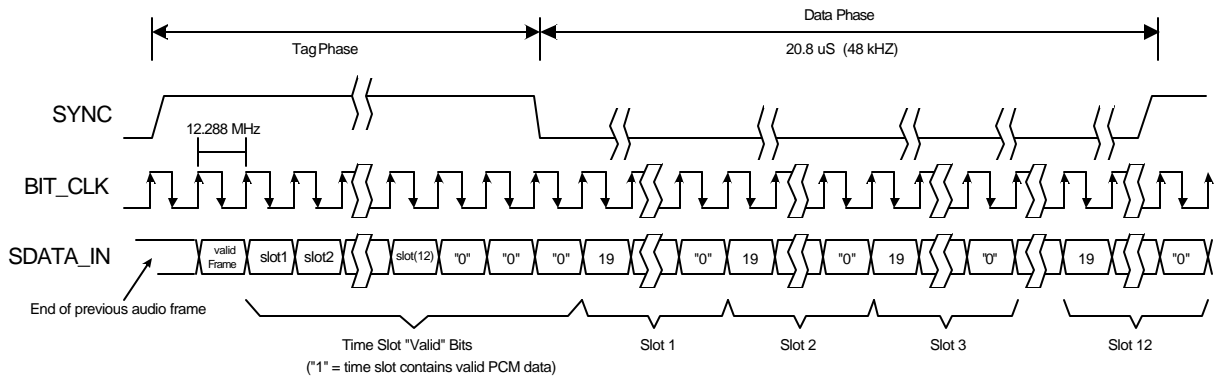 Data Phase
Tag Phase
20.8 uS (48 kHZ)
SYNC
12.288 MHz
BIT_CLK
SDATA_IN
valid Frame slot1 slot2 slot(12) "0" "0" "0" 19 "0" 19 "0" 19 "0" 19 "0"
End of previous audio frame
Time Slot "Valid" Bits
("1" = time slot contains valid PCM data)
Slot 1
Slot 2
Slot 3
Slot 12